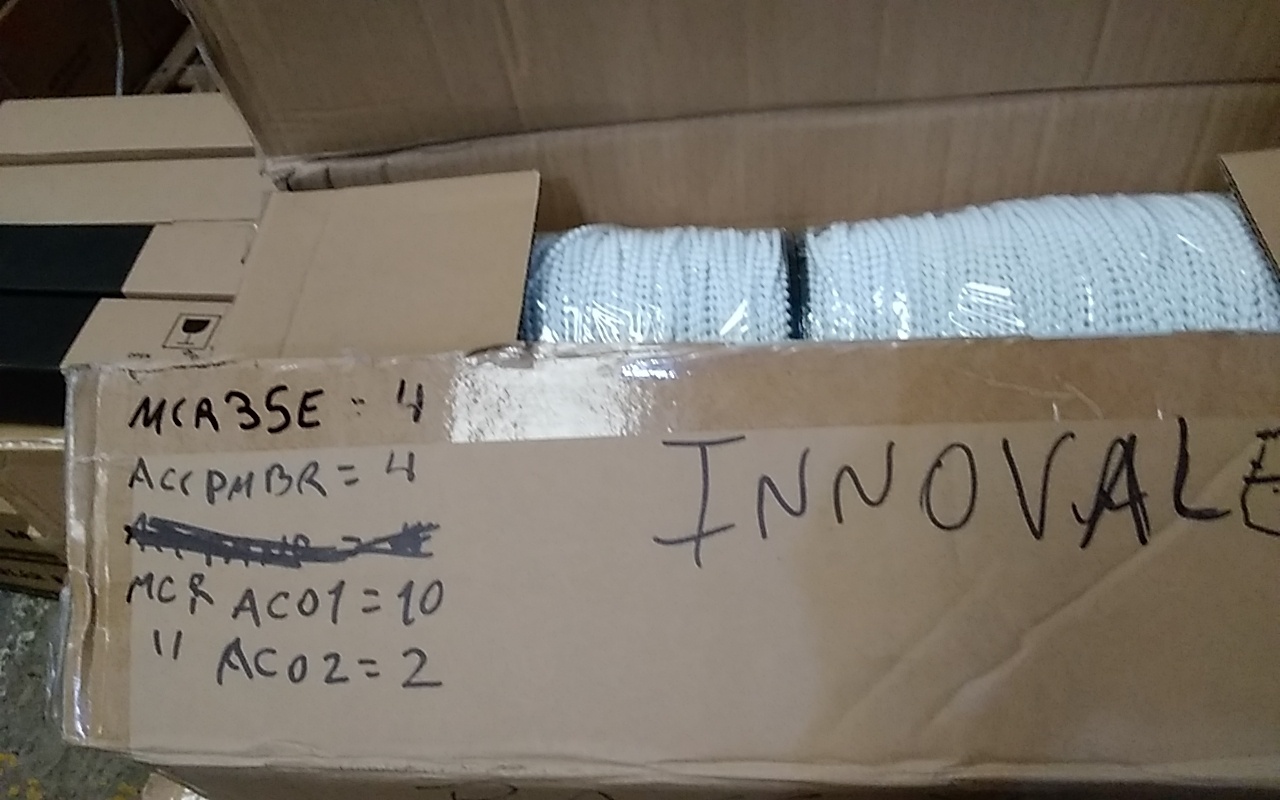 MCR35E - 4
ACCPMBR = 4
MCR AC01 = 10
" AC02 = 2
INNOVALE